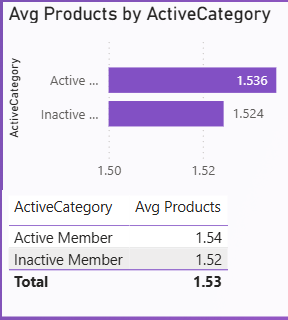 Avg Products by ActiveCategory
ActiveCategory
Active ...
1.536
Inactive ...
1.524
1.50
1.52
ActiveCategory Avg Products
Active Member 1.54
Inactive Member 1.52
Total 1.53